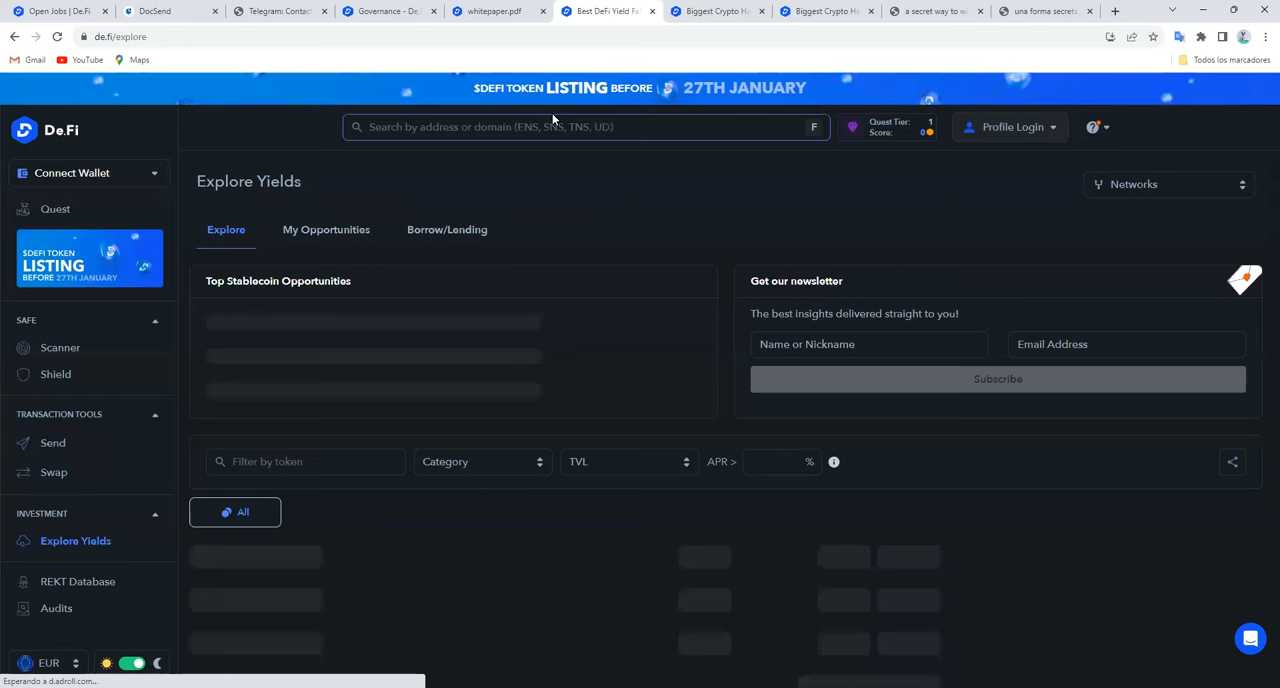 Open Jobs | De.Fi
DocSend
Telegram: Contac
Governance - De.
whitepaper.pdf
Best DeFi Yield Fa
Biggest Crypto Ha
Biggest Crypto Ha
a secret way to w
una forma secreta
de.fi/explore
Gmail
YouTube
Maps
Todos los marcadores
$DEFI TOKEN LISTING BEFORE 27TH JANUARY
De.Fi
Search by address or domain (ENS, SNS, TNS, UD)
F
Quest Tier: 1
Score: 0
Profile Login
Connect Wallet
Explore Yields
Networks
Quest
Explore
My Opportunities
Borrow/Lending
$DEFI TOKEN
LISTING
BEFORE 27TH JANUARY
Top Stablecoin Opportunities
Get our newsletter
The best insights delivered straight to you!
Name or Nickname
Email Address
Subscribe
SAFE
Scanner
Shield
TRANSACTION TOOLS
Send
Swap
Filter by token
Category
TVL
APR >
%
INVESTMENT
All
Explore Yields
REKT Database
Audits
EUR
Esperando a d.adroll.com...